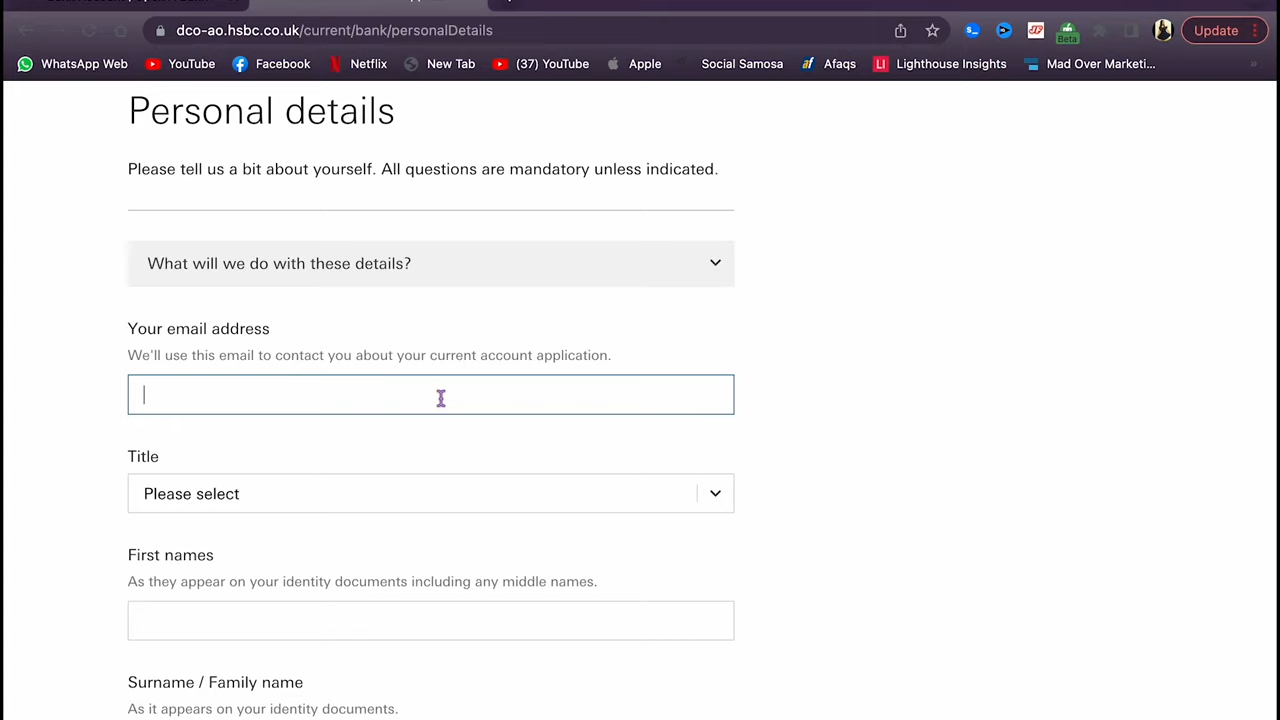 dco-ao.hsbc.co.uk/current/bank/personalDetails
Update
Beta
WhatsApp Web
YouTube
Facebook
Netflix
New Tab
(37) YouTube
Apple
Social Samosa
af Afaqs
LI Lighthouse Insights
Mad Over Marketi...
Personal details
Please tell us a bit about yourself. All questions are mandatory unless indicated.
What will we do with these details?
Your email address
We'll use this email to contact you about your current account application.
Title
Please select
First names
As they appear on your identity documents including any middle names.
Surname / Family name
As it appears on your identity documents.